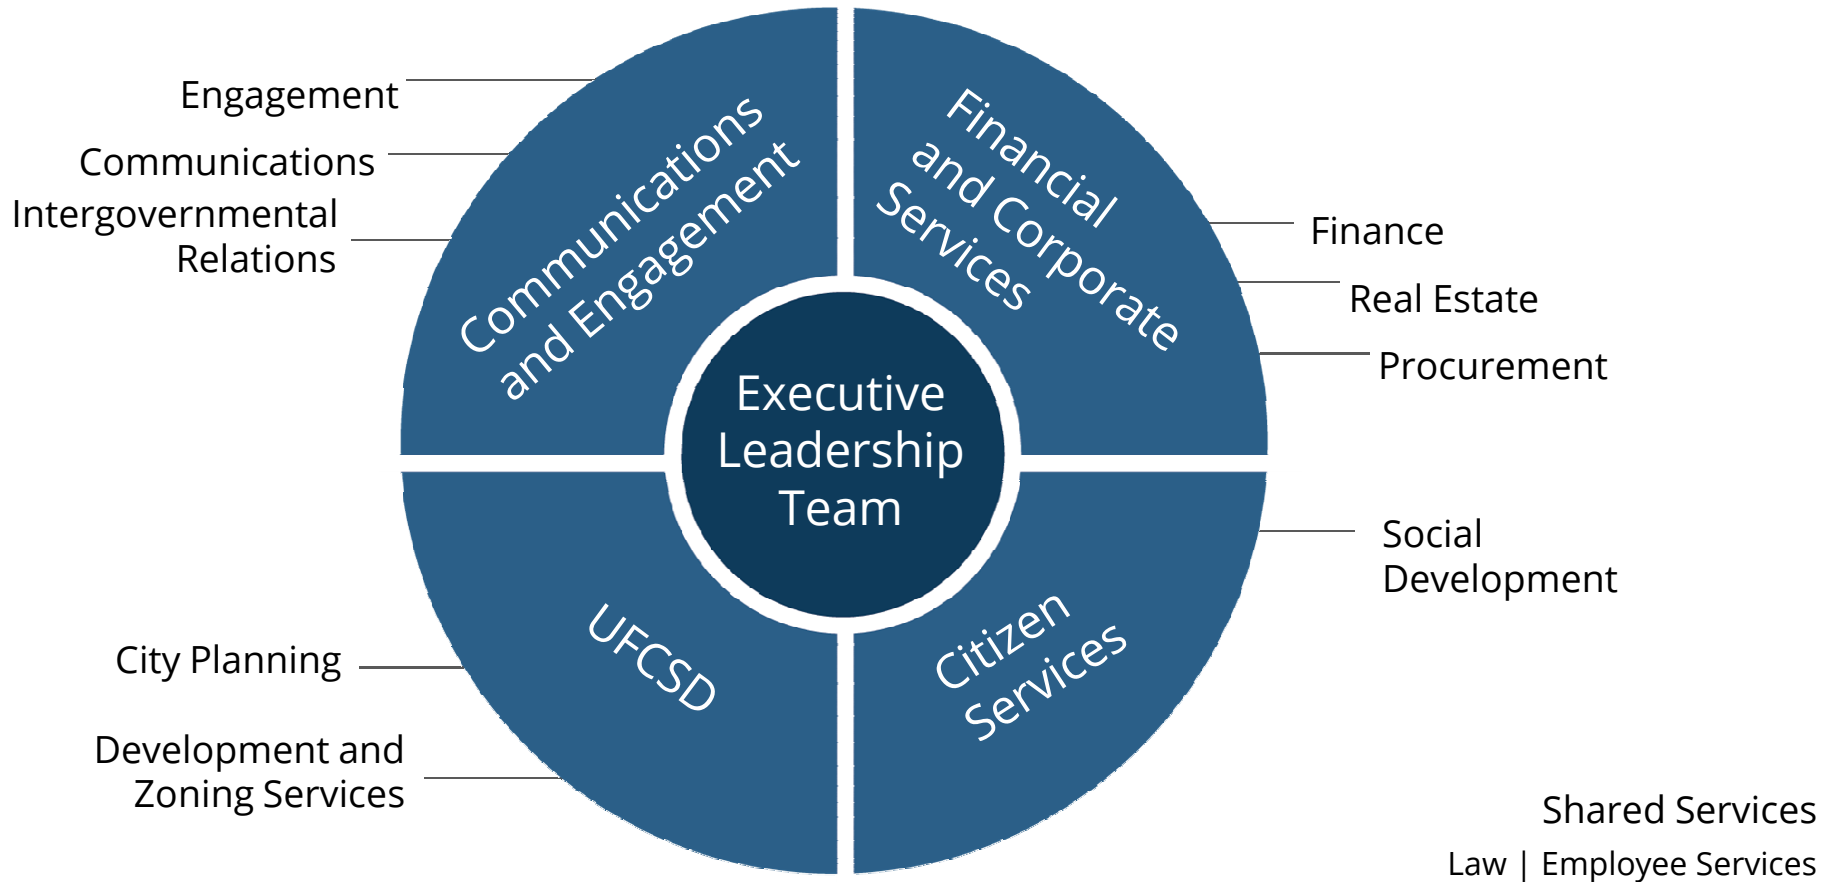 Engagement
Communications
Intergovernmental
Relations
Communications
and Engagement
Financial
and Corporate
Services
Finance
Real Estate
Procurement
Executive
Leadership
Team
City Planning
Development and
Zoning Services
UFCSD
Citizen
Services
Social
Development
Shared Services
Law | Employee Services